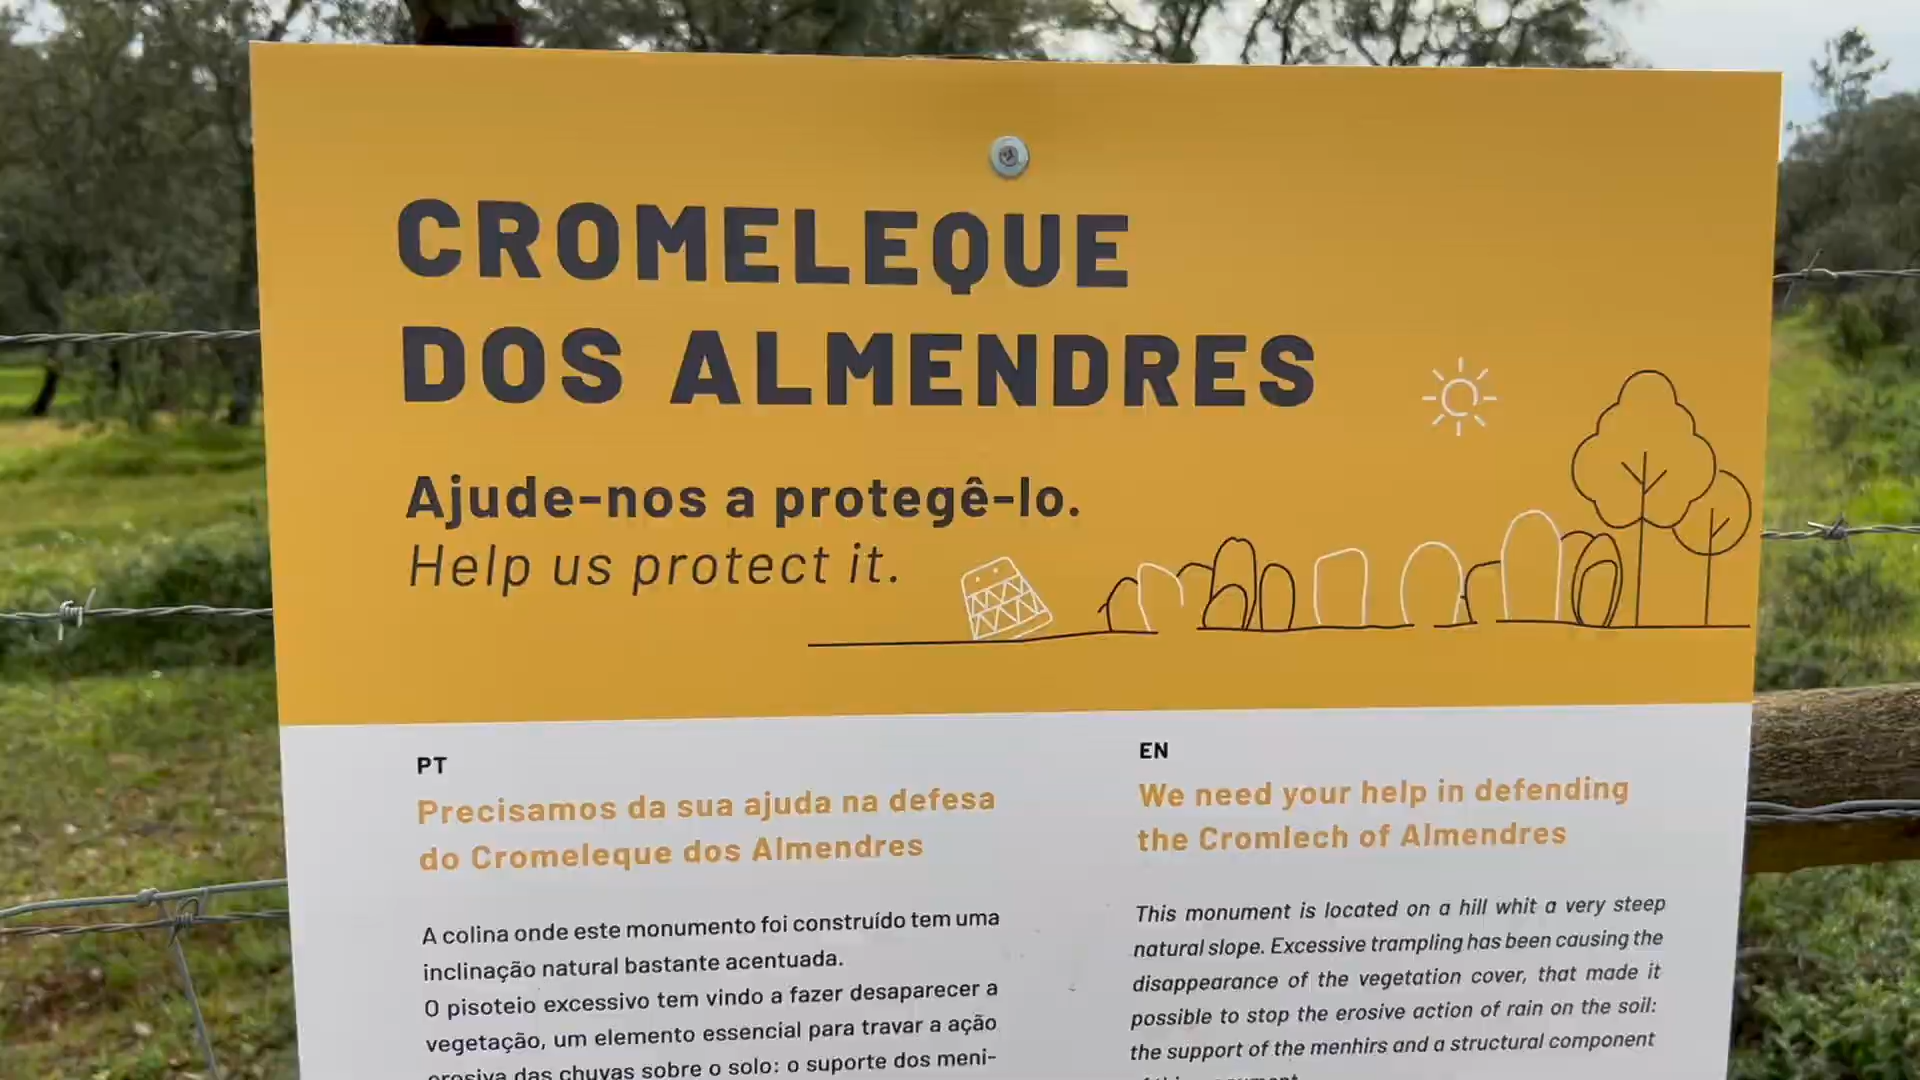 CROMELEQUE
DOS ALMENDRES
Ajude-nos a protegê-lo.
Help us protect it.
PT
Precisamos da sua ajuda na defesa
do Cromeleque dos Almendres
A colina onde este monumento foi construído tem uma
inclinação natural bastante acentuada.
O pisoteio excessivo tem vindo a fazer desaparecer a
vegetação, um elemento essencial para travar a ação
erosiva das chuvas sobre o solo: o suporte dos meni-
EN
We need your help in defending
the Cromlech of Almendres
This monument is located on a hill whit a very steep
natural slope. Excessive trampling has been causing the
disappearance of the vegetation cover, that made it
possible to stop the erosive action of rain on the soil:
the support of the menhirs and a structural component